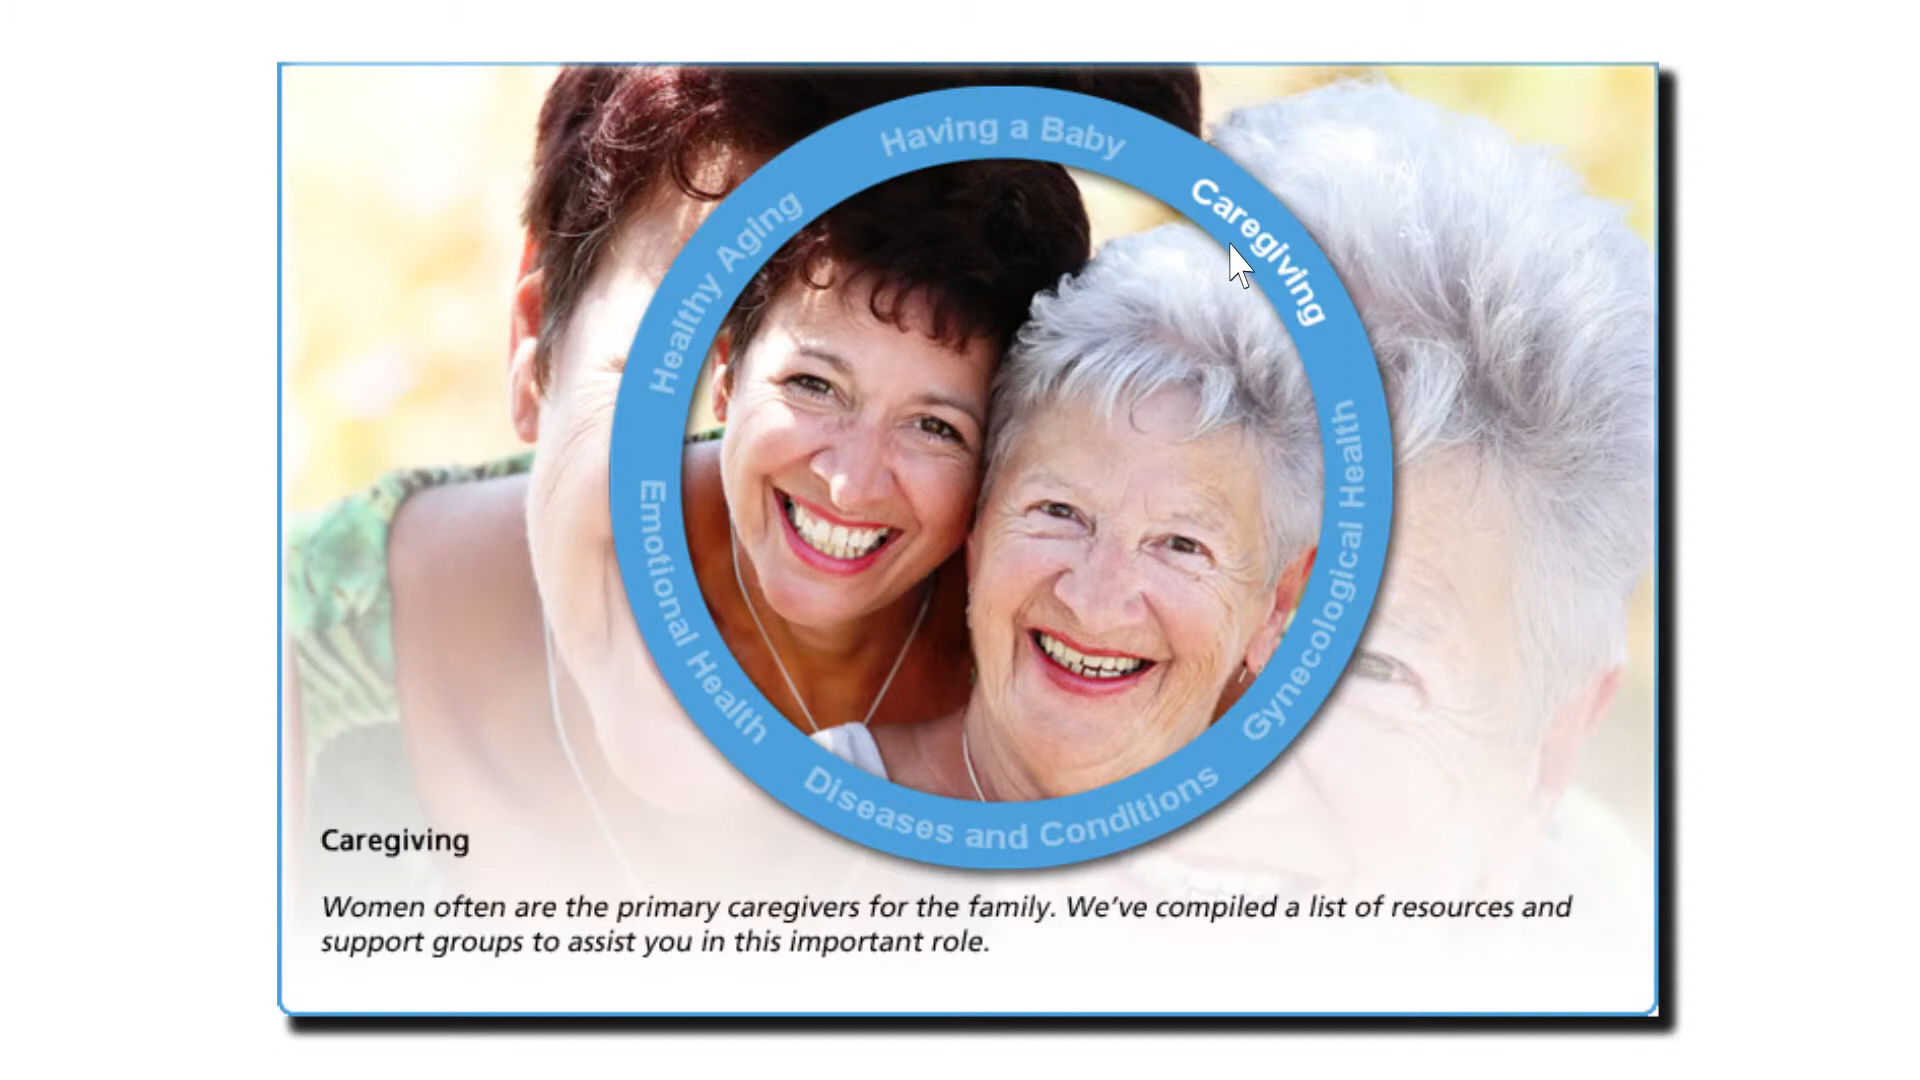 Having a Baby
Caregiving
Gynecological Health
Diseases and Conditions
Emotional Health
Healthy Aging
Caregiving
Women often are the primary caregivers for the family. We've compiled a list of resources and
support groups to assist you in this important role.